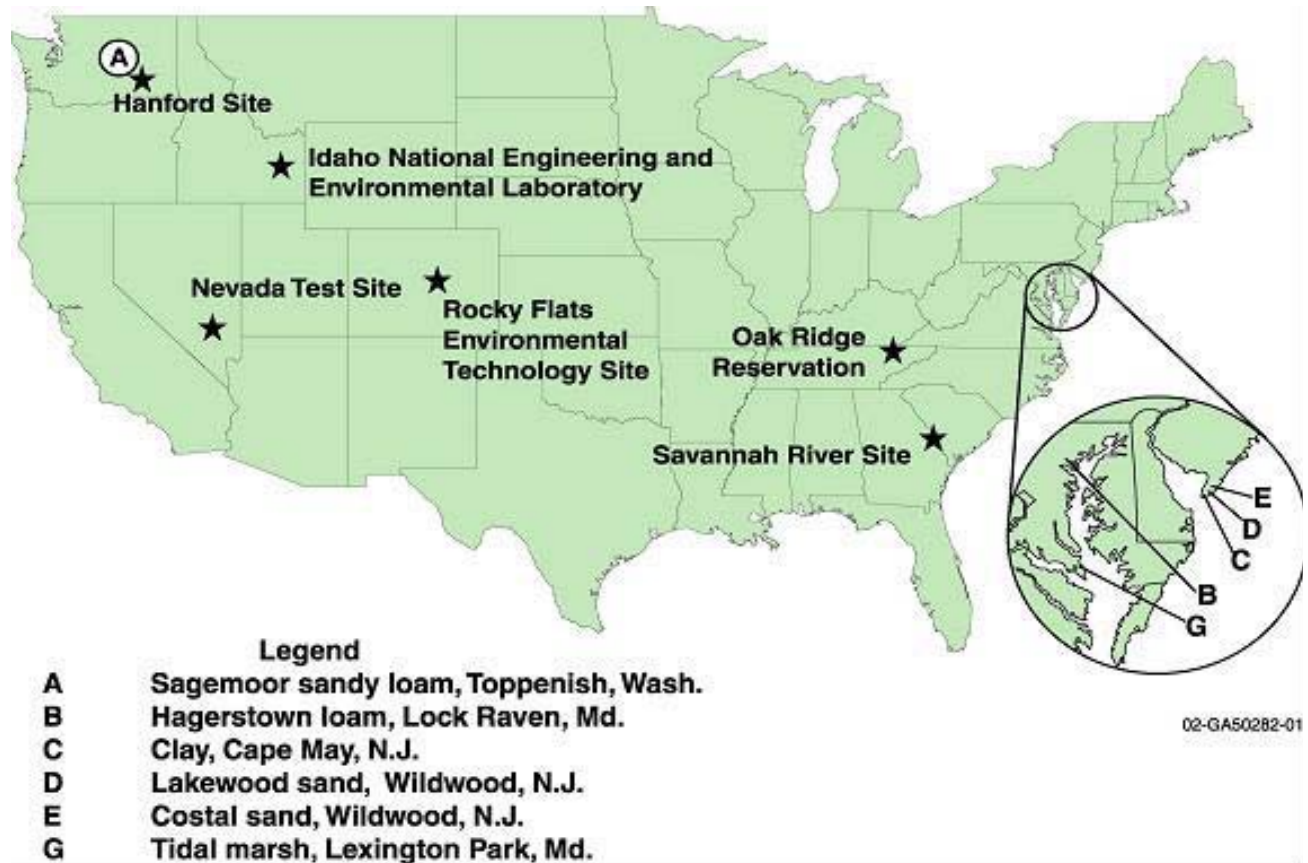 A
Hanford Site
Idaho National Engineering and
Environmental Laboratory
Nevada Test Site
Rocky Flats
Environmental
Technology Site
Oak Ridge
Reservation
Savannah River Site
E
D
C
B
G
Legend
A Sagemoor sandy loam, Toppenish, Wash.
B Hagerstown loam, Lock Raven, Md.
C Clay, Cape May, N.J.
D Lakewood sand, Wildwood, N.J.
E Costal sand, Wildwood, N.J.
G Tidal marsh, Lexington Park, Md.
02-GA50282-01